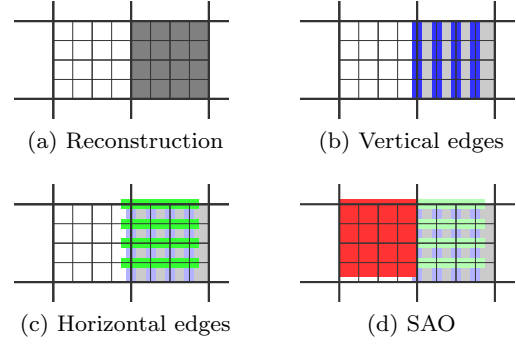 (a) Reconstruction
(b) Vertical edges
(c) Horizontal edges
(d) SAO